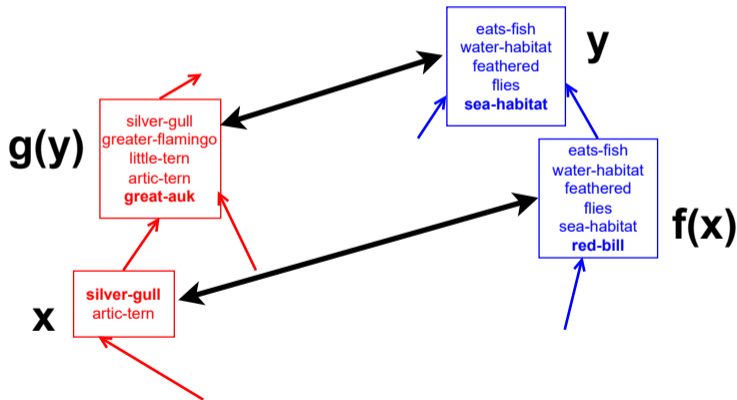 eats-fish
water-habitat
feathered
flies
sea-habitat
y
g(y)
silver-gull
greater-flamingo
little-tern
artic-tern
great-auk
eats-fish
water-habitat
feathered
flies
sea-habitat
red-bill
f(x)
x
silver-gull
artic-tern